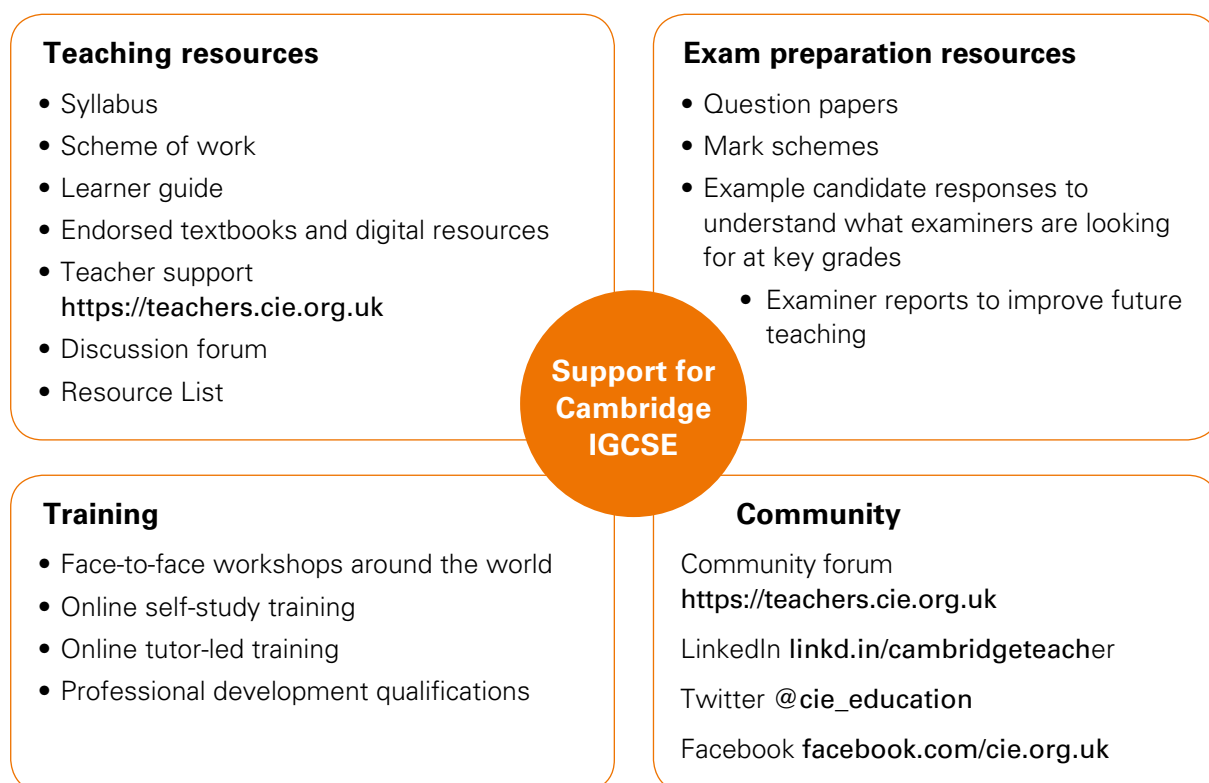 Teaching resources
• Syllabus
• Scheme of work
• Learner guide
• Endorsed textbooks and digital resources
• Teacher support
https://teachers.cie.org.uk
• Discussion forum
• Resource List
Exam preparation resources
• Question papers
• Mark schemes
• Example candidate responses to
understand what examiners are looking
for at key grades
• Examiner reports to improve future
teaching
Support for
Cambridge
IGCSE
Training
• Face-to-face workshops around the world
• Online self-study training
• Online tutor-led training
• Professional development qualifications
Community
Community forum
https://teachers.cie.org.uk
LinkedIn linkd.in/cambridgeteacher
Twitter @cie_education
Facebook facebook.com/cie.org.uk